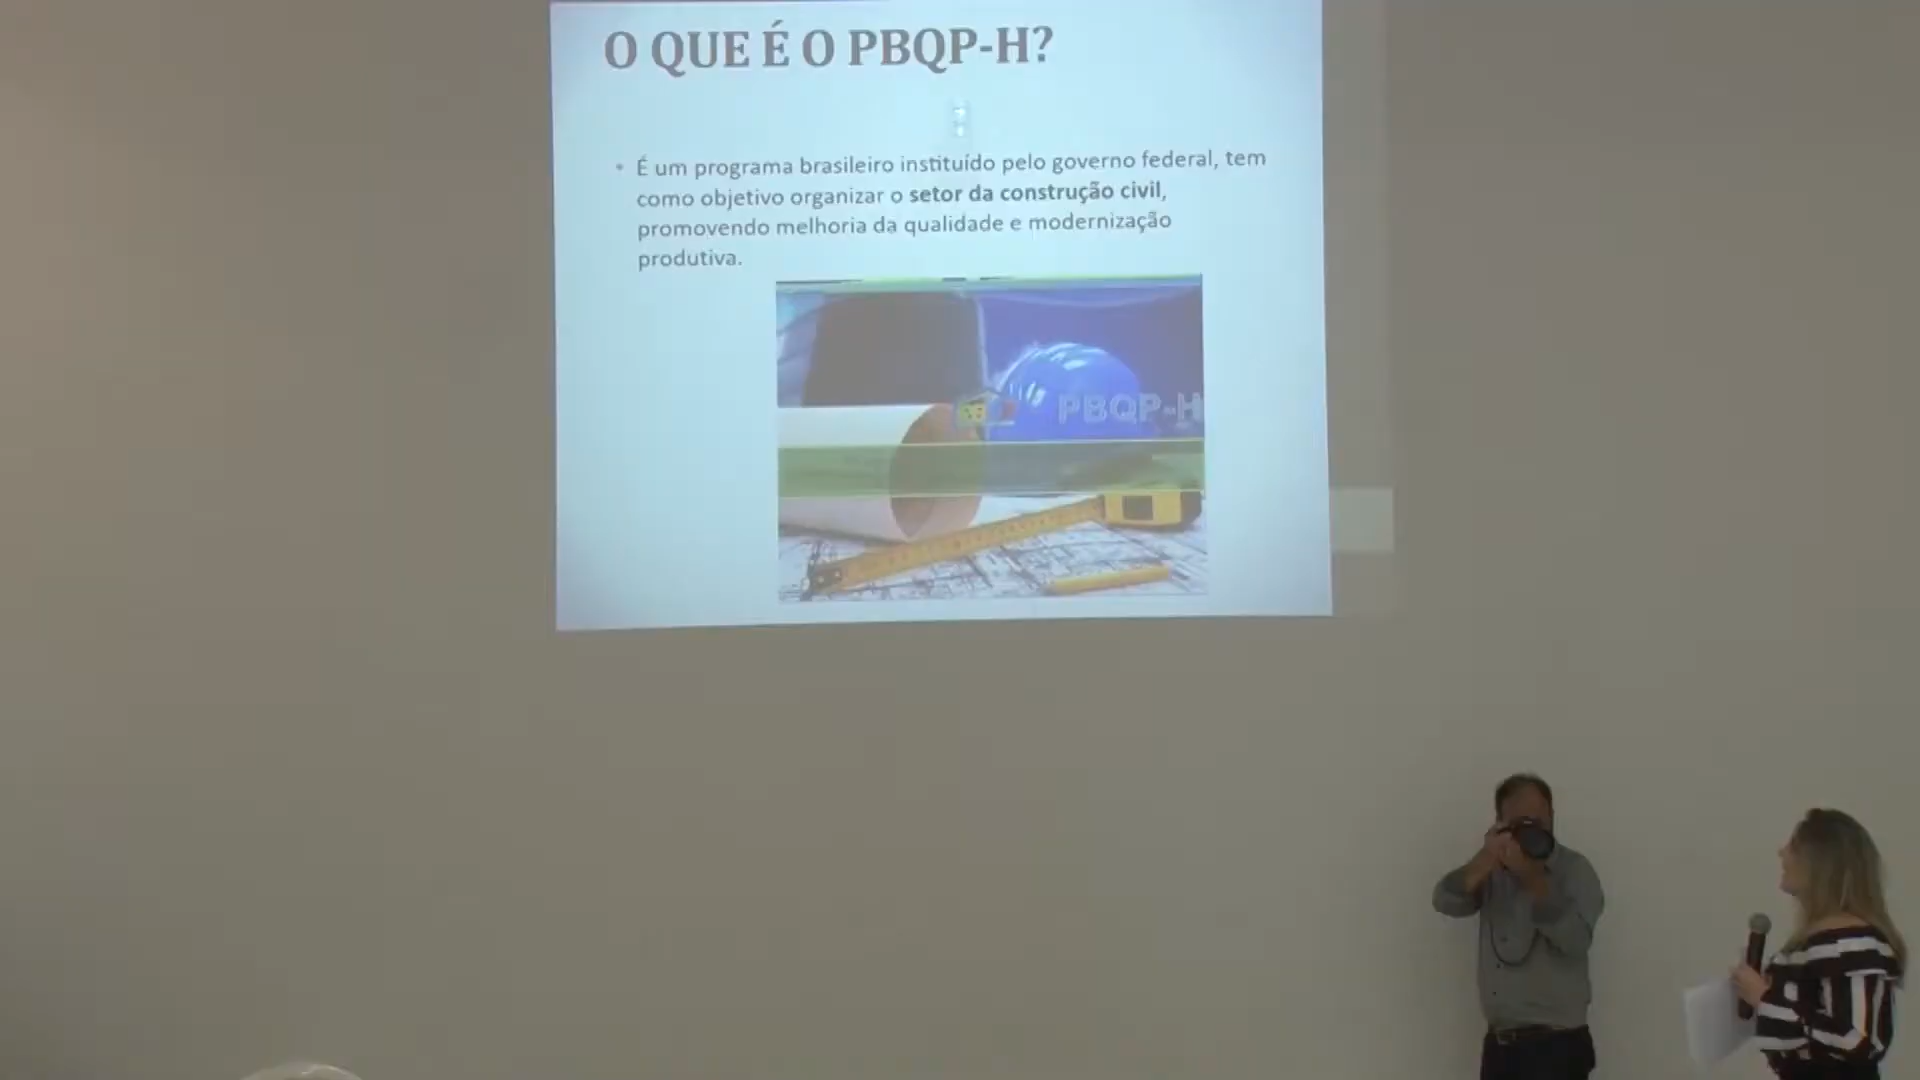 O QUE É O PBQP-H?
• É um programa brasileiro instituído pelo governo federal, tem
como objetivo organizar o setor da construção civil,
promovendo melhoria da qualidade e modernização
produtiva.
PBQP-H